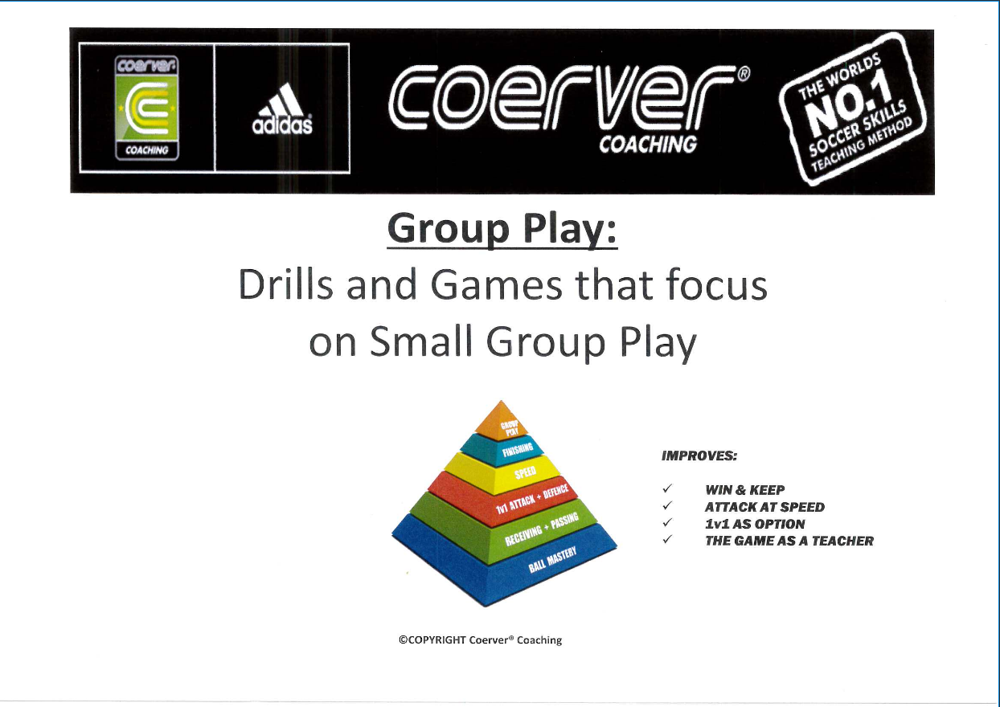 coerver
COACHING
adidas
coerver®
COACHING
THE WORLDS
NO.1
SOCCER SKILLS
TEACHING METHOD
Group Play:
Drills and Games that focus
on Small Group Play
GROUP
PLAY
FINISHING
SPEED
1v1 ATTACK + DEFENCE
RECEIVING + PASSING
BALL MASTERY
IMPROVES:
✓ WIN & KEEP
✓ ATTACK AT SPEED
✓ 1v1 AS OPTION
✓ THE GAME AS A TEACHER
©COPYRIGHT Coerver® Coaching